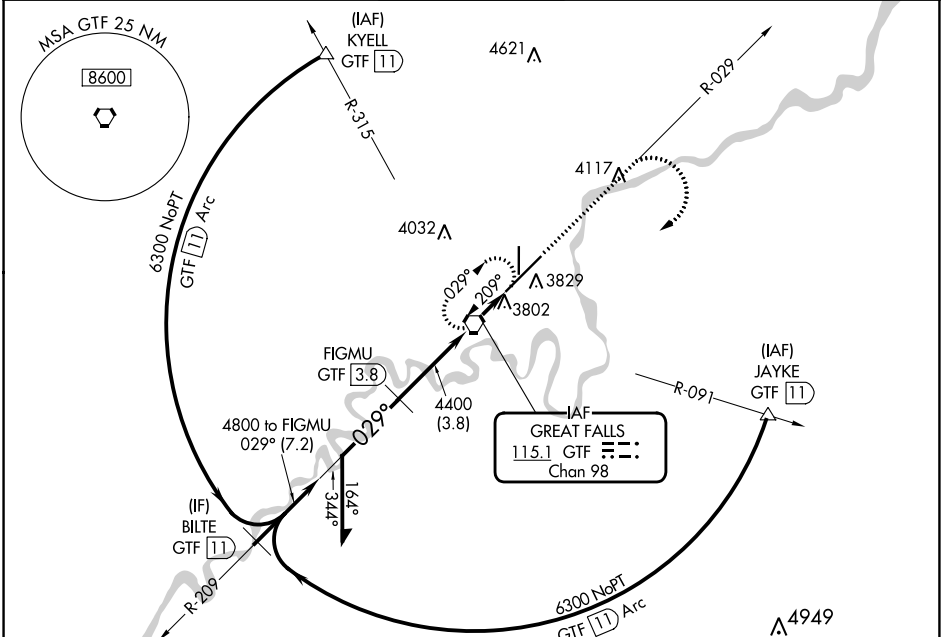 MSA GTF 25 NM
8600
(IAF)
KYELL
GTF 11
R-315
4621
R-029
4117
6300 NoPT
GTF 11 Arc
4032
029°
209°
3829
3802
FIGMU
GTF 3.8
4400
(3.8)
029°
4800 to FIGMU
029° (7.2)
(IAF)
JAYKE
GTF 11
R-091
IAF
GREAT FALLS
115.1 GTF
Chan 98
344°
164°
(IF)
BILTE
GTF 11
R-209
6300 NoPT
GTF 11 Arc
4949